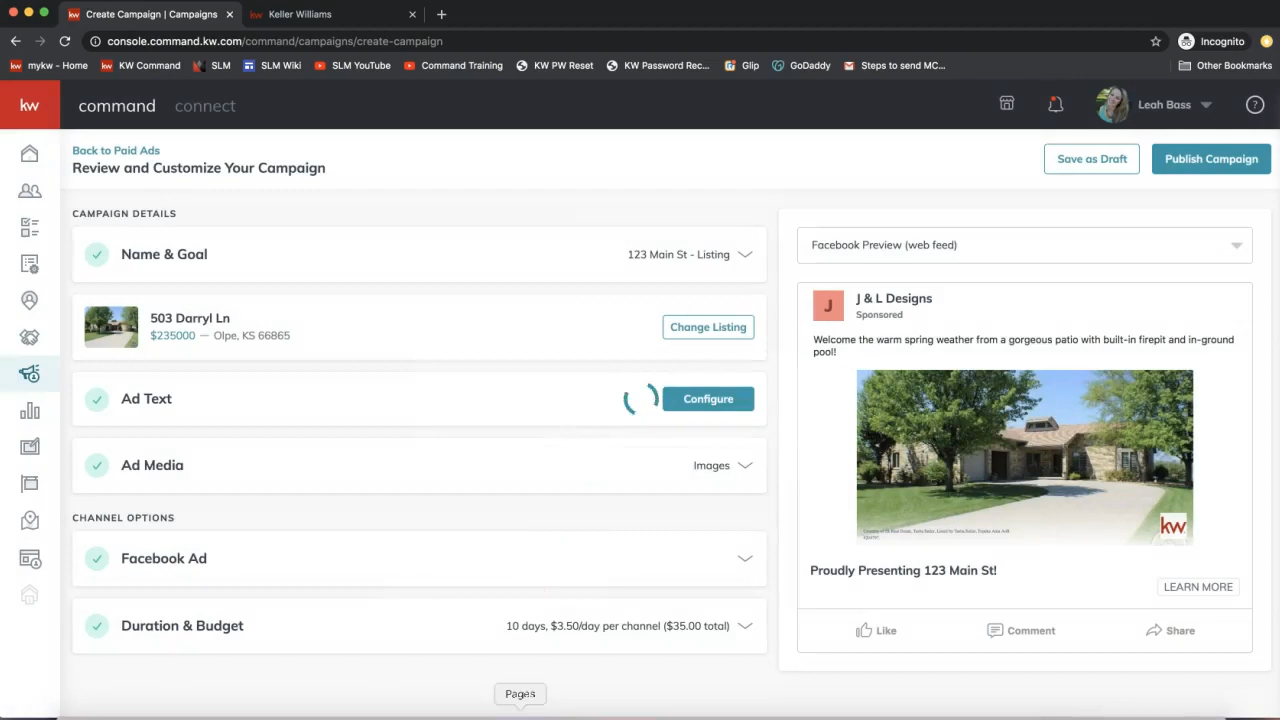 Create Campaign | Campaigns
Keller Williams
console.command.kw.com/command/campaigns/create-campaign
Incognito
mykw - Home
KW Command
SLM
SLM Wiki
SLM YouTube
Command Training
KW PW Reset
KW Password Rec...
Glip
GoDaddy
Steps to send MC...
Other Bookmarks
kw
command
connect
Leah Bass
Back to Paid Ads
Review and Customize Your Campaign
Save as Draft
Publish Campaign
CAMPAIGN DETAILS
Name & Goal
123 Main St - Listing
503 Darryl Ln
$235000 — Olpe, KS 66865
Change Listing
Ad Text
Configure
Ad Media
Images
CHANNEL OPTIONS
Facebook Ad
Duration & Budget
10 days, $3.50/day per channel ($35.00 total)
Facebook Preview (web feed)
J
J & L Designs
Sponsored
Welcome the warm spring weather from a gorgeous patio with built-in firepit and in-ground
pool!
kw
Proudly Presenting 123 Main St!
LEARN MORE
Like
Comment
Share
Pages